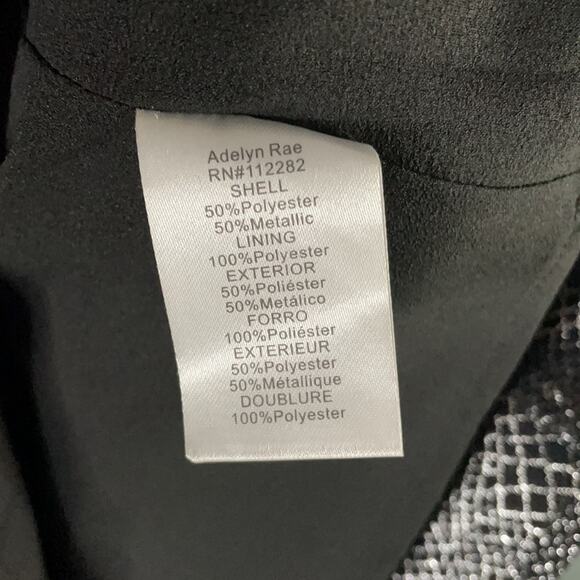 Adelyn Rae
RN#112282
SHELL
50%Polyester
50%Metallic
LINING
100%Polyester
EXTERIOR
50%Poliéster
50%Metálico
FORRO
100%Poliéster
EXTERIEUR
50%Polyester
50%Métallique
DOUBLURE
100%Polyester